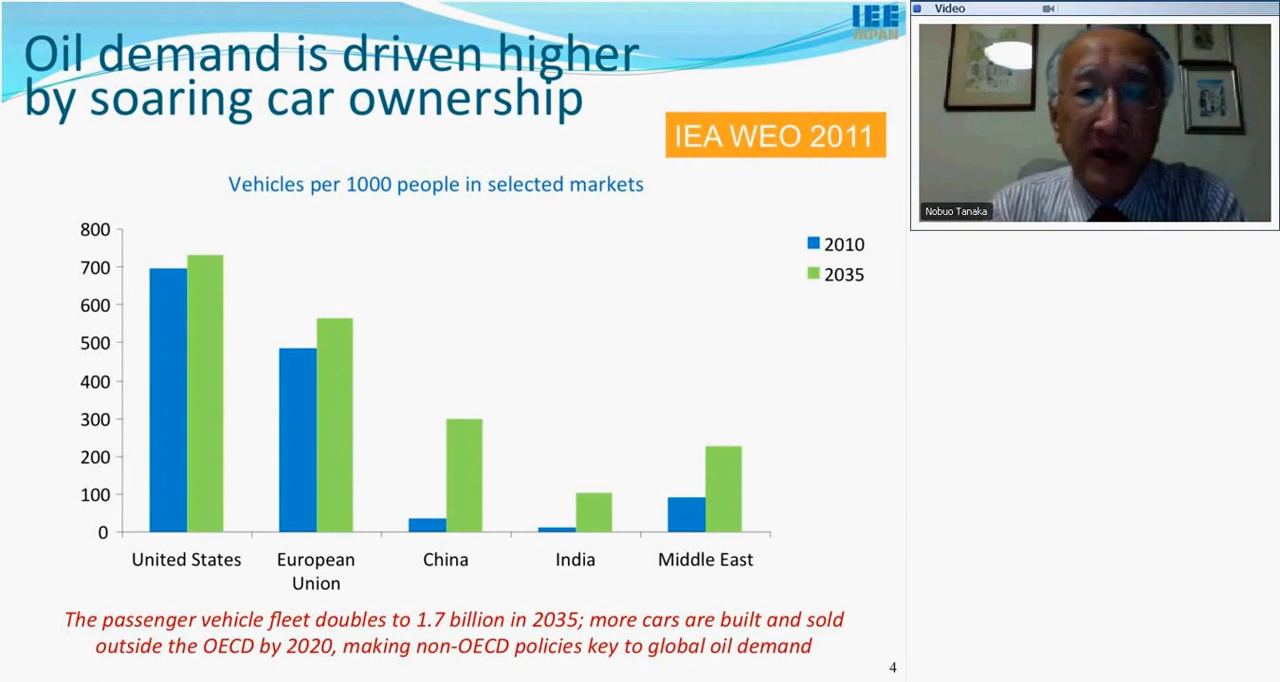 IEE
JAPAN
Oil demand is driven higher
by soaring car ownership
IEA WEO 2011
Vehicles per 1000 people in selected markets
800
700
600
500
400
300
200
100
0
2010
2035
United States
European
Union
China
India
Middle East
The passenger vehicle fleet doubles to 1.7 billion in 2035; more cars are built and sold
outside the OECD by 2020, making non-OECD policies key to global oil demand
4
Video
Nobuo Tanaka